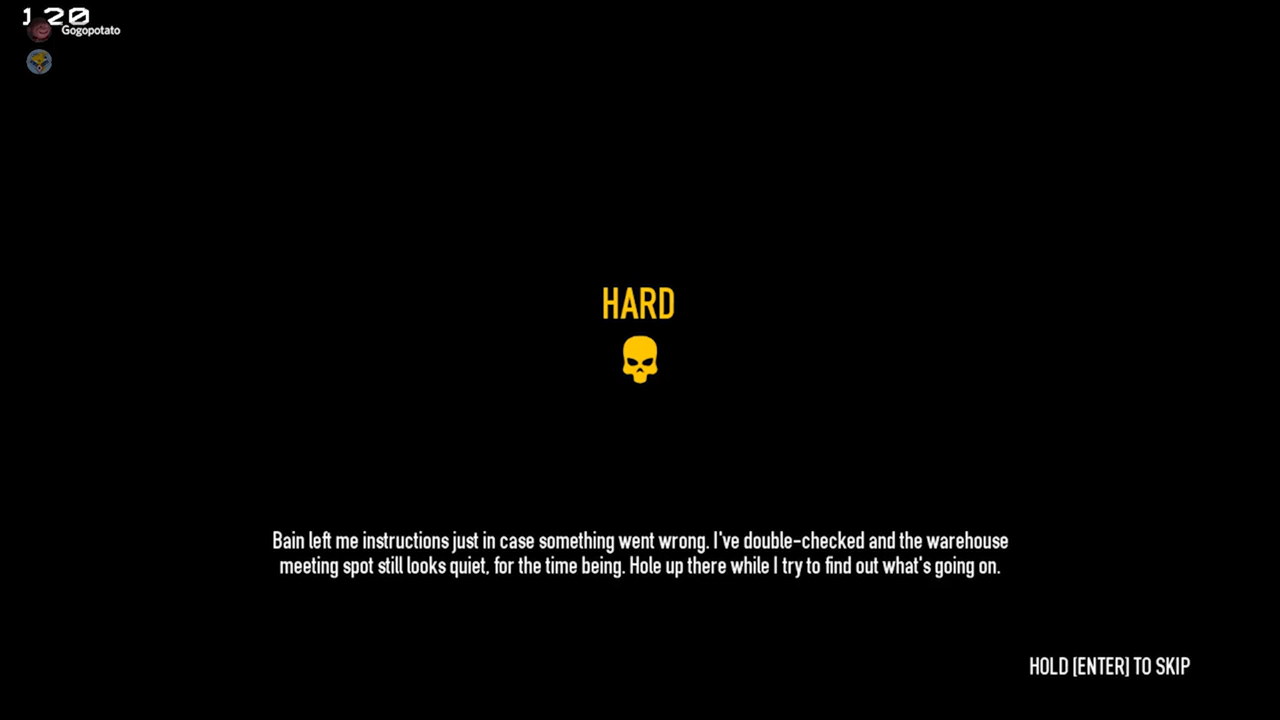 120
Gogopotato
HARD
Bain left me instructions just in case something went wrong. I've double-checked and the warehouse
meeting spot still looks quiet, for the time being. Hole up there while I try to find out what's going on.
HOLD [ENTER] TO SKIP